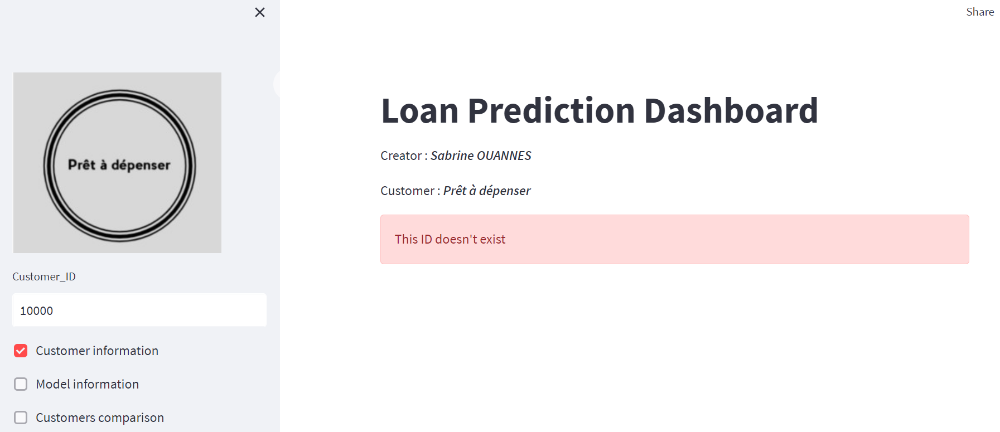 Share
Prêt à dépenser
Customer_ID
10000
Customer information
Model information
Customers comparison
Loan Prediction Dashboard
Creator : Sabrine OUANNES
Customer : Prêt à dépenser
This ID doesn't exist